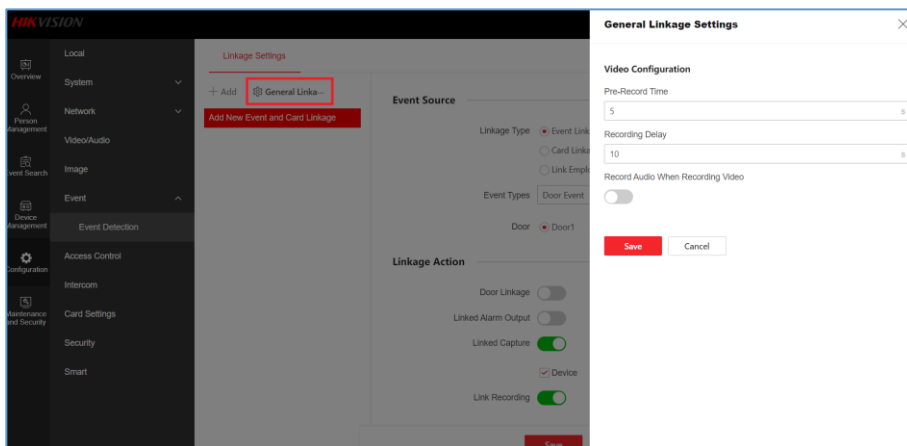 HIKVISION
Overview
Person
Management
Event Search
Device
Management
Configuration
Maintenance
and Security
Local
System
Network
Video/Audio
Image
Event
Event Detection
Access Control
Intercom
Card Settings
Security
Smart
Linkage Settings
+ Add
General Linka...
Add New Event and Card Linkage
Event Source
Linkage Type
Event Link
Card Linka
Link Emplo
Event Types
Door Event
Door
Door1
Linkage Action
Door Linkage
Linked Alarm Output
Linked Capture
Device
Link Recording
Save
General Linkage Settings
Video Configuration
Pre-Record Time
5 s
Recording Delay
10 s
Record Audio When Recording Video
Save Cancel